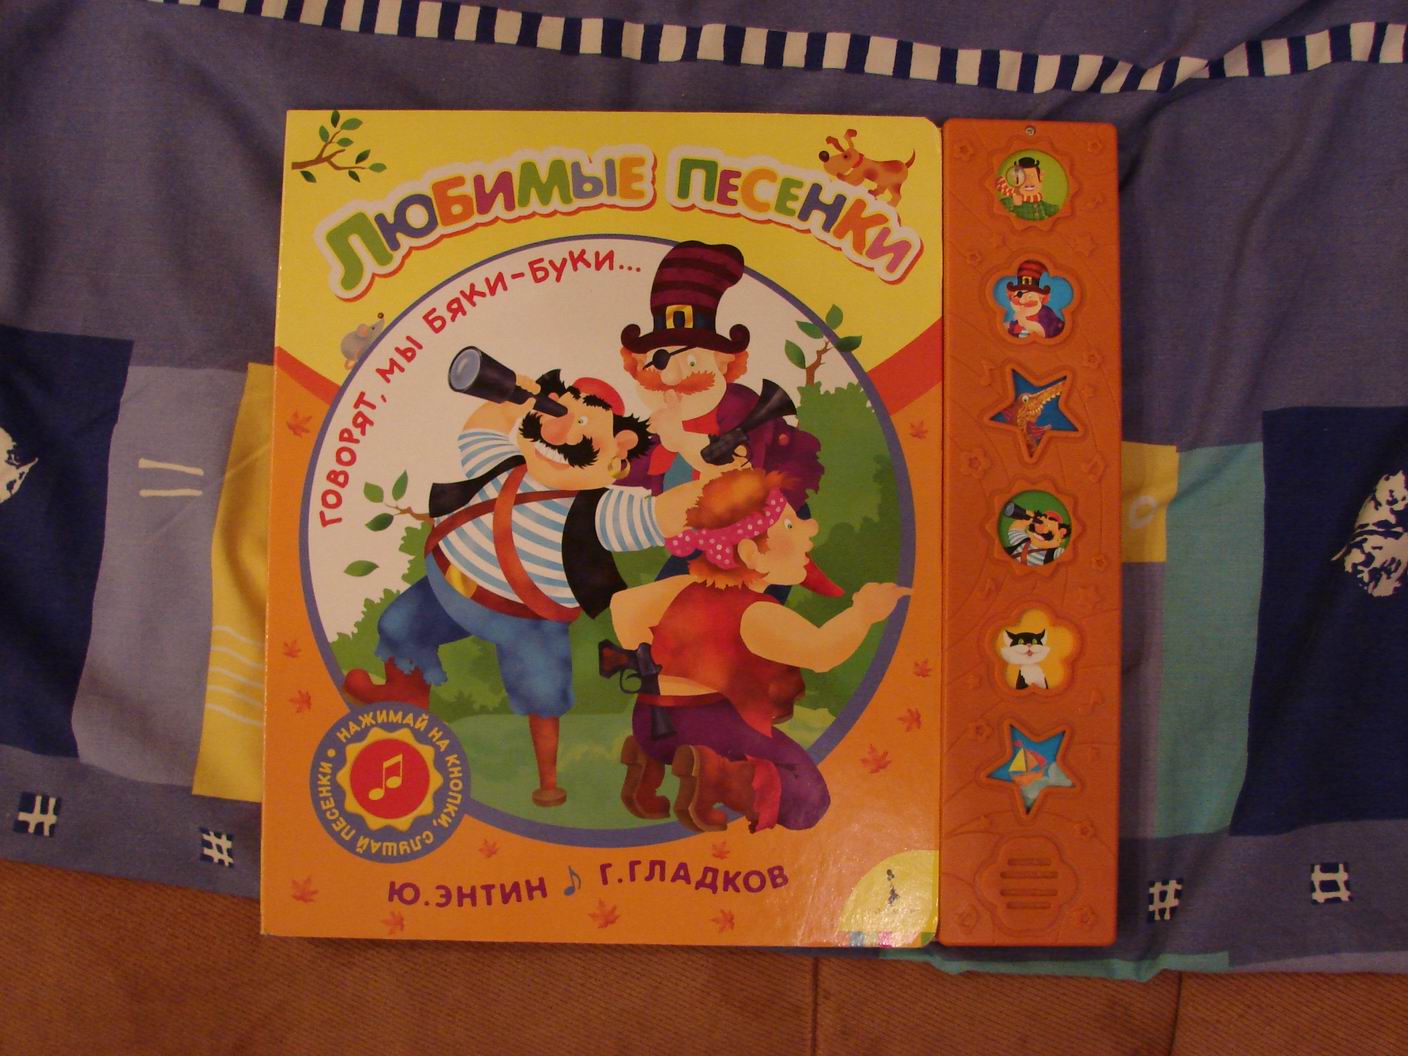 Любимые песенки
Говорят, мы бяки-буки...
Нажимай на кнопки, слушай песенки •
Ю. ЭНТИН Г. ГЛАДКОВ